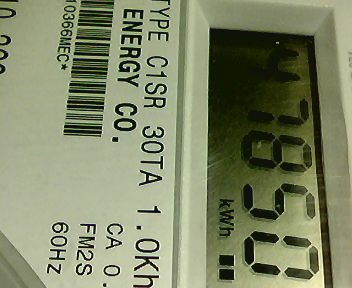 47850
kWh
TYPE C1SR 30TA 1.0Kh
ENERGY CO. CA 0.
FM2S
10366MEC* 60Hz